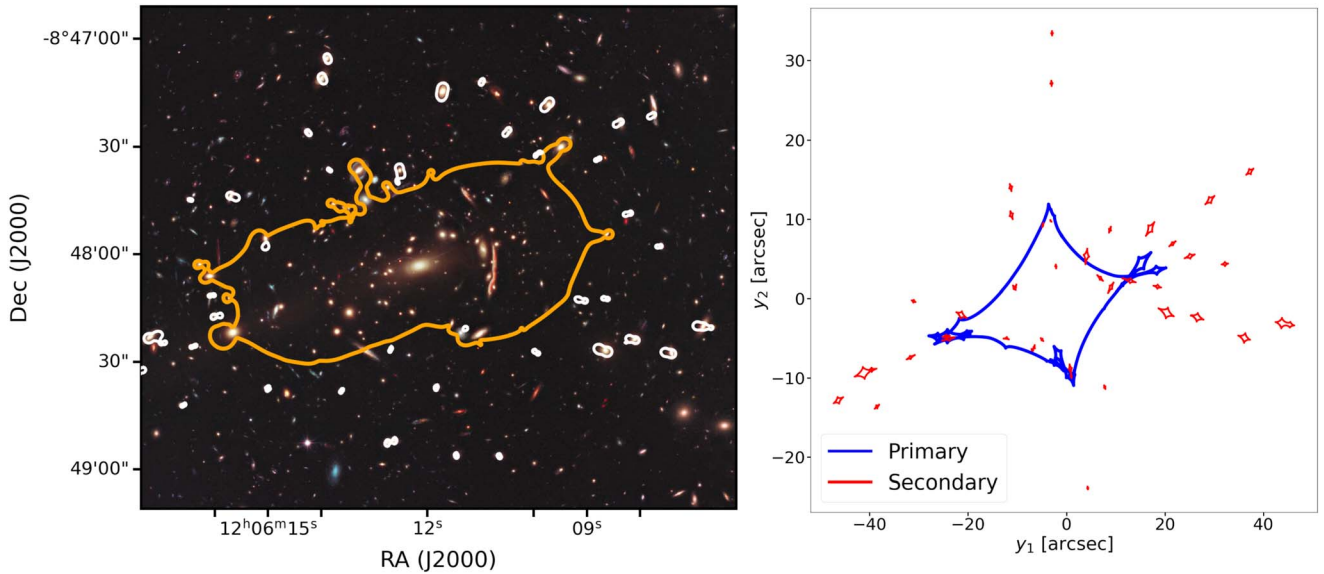 -8°47'00"
30"
48'00"
30"
49'00"
Dec (J2000)
12ʰ06ᵐ15ˢ
12ˢ
09ˢ
RA (J2000)
30
20
10
0
−10
−20
y₂ [arcsec]
Primary
Secondary
−40
−20
0
20
40
y₁ [arcsec]